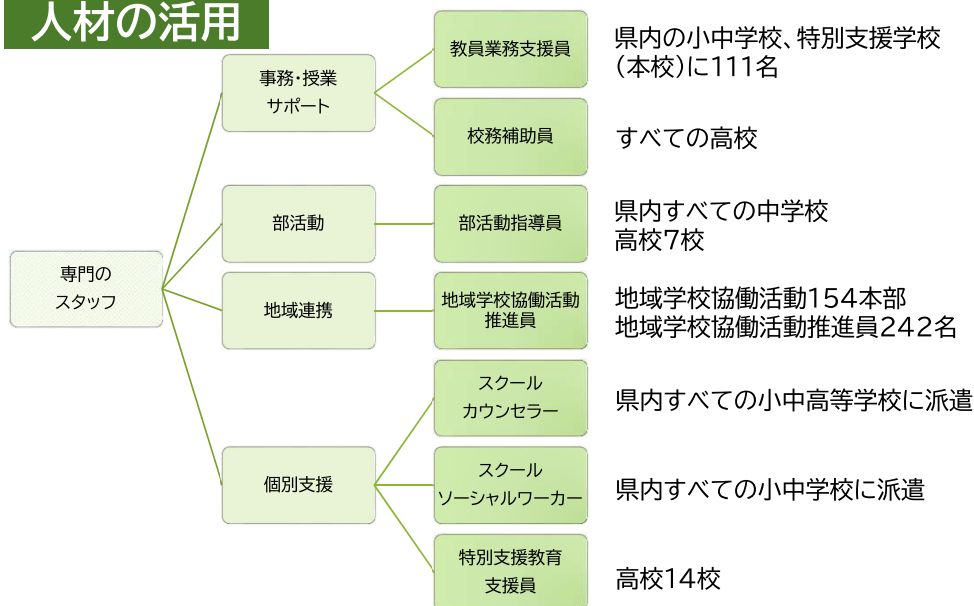 人材の活用
専門の
スタッフ
事務・授業
サポート
教員業務支援員
県内の小中学校、特別支援学校
(本校)に111名
校務補助員
すべての高校
部活動
部活動指導員
県内すべての中学校
高校7校
地域連携
地域学校協働活動
推進員
地域学校協働活動154本部
地域学校協働活動推進員242名
個別支援
スクール
カウンセラー
県内すべての小中高等学校に派遣
スクール
ソーシャルワーカー
県内すべての小中学校に派遣
特別支援教育
支援員
高校14校